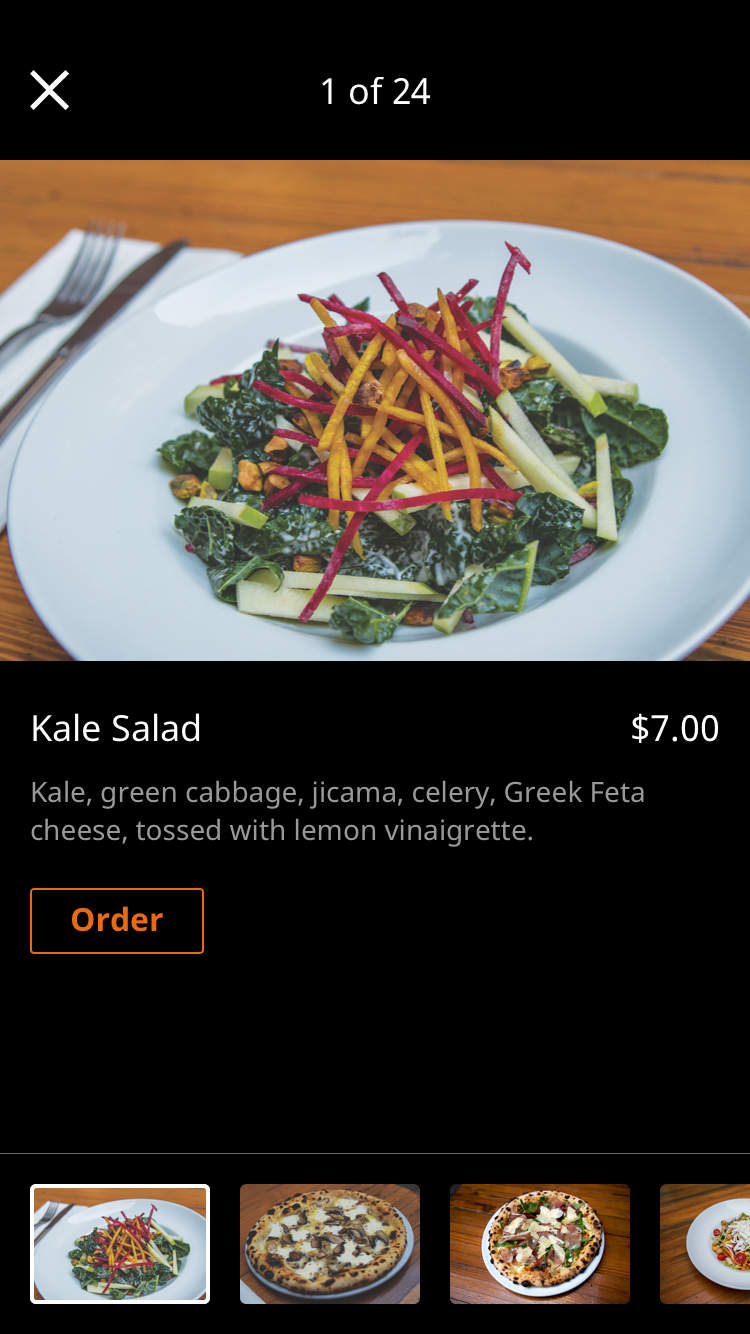 1 of 24
Kale Salad
$7.00
Kale, green cabbage, jicama, celery, Greek Feta
cheese, tossed with lemon vinaigrette.
Order